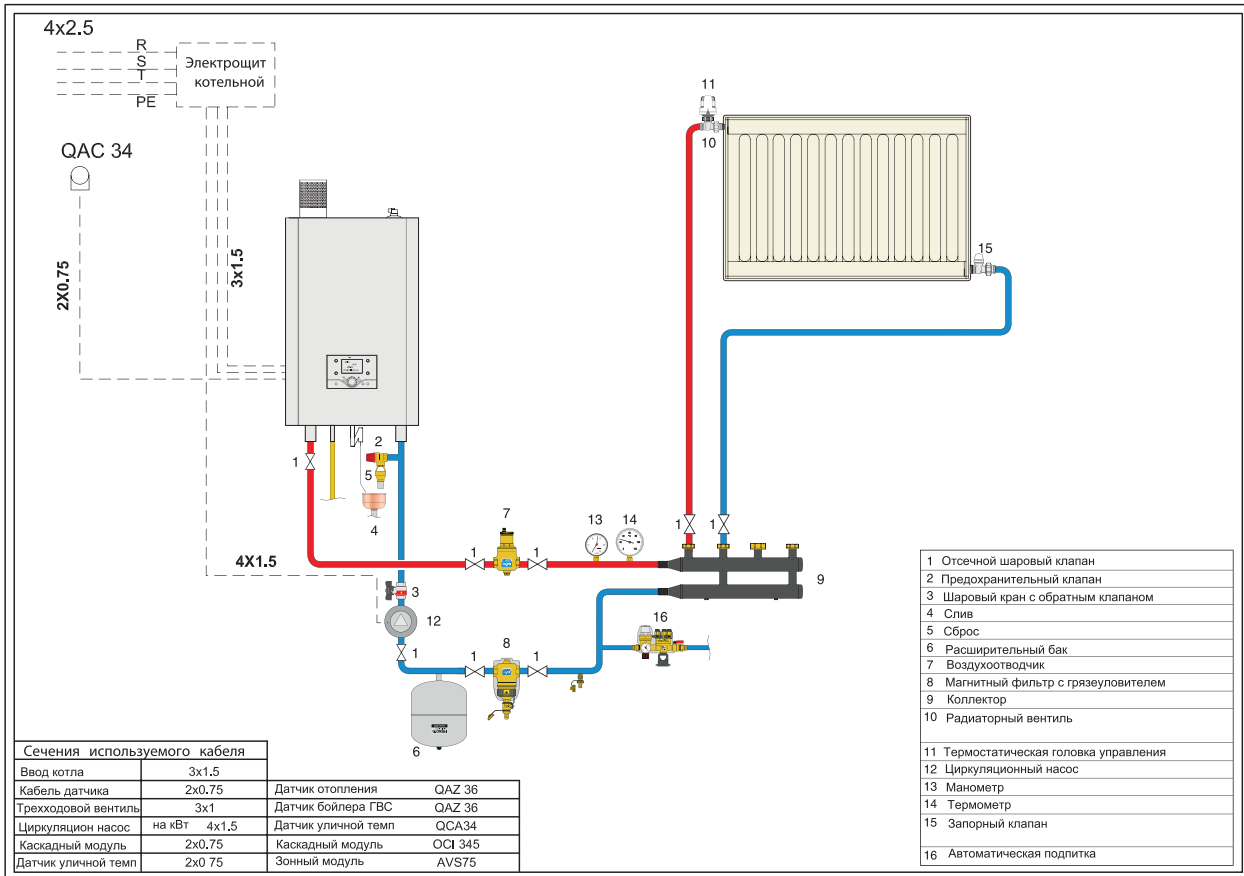 4x2.5
R
S
T
PE
Электрощит
котельной
QAC 34
2X0.75
3x1.5
11
10
15
1
2
5
4
4X1.5
7
1
1
13
14
1
1
9
3
12
1
8
1
1
16
6
1 Отсечной шаровый клапан
2 Предохранительный клапан
3 Шаровый кран с обратным клапаном
4 Слив
5 Сброс
6 Расширительный бак
7 Воздухоотводчик
8 Магнитный фильтр с грязеуловителем
9 Коллектор
10 Радиаторный вентиль
11 Термостатическая головка управления
12 Циркуляционный насос
13 Манометр
14 Термометр
15 Запорный клапан
16 Автоматическая подпитка
Сечения используемого кабеля
Ввод котла 3x1.5
Кабель датчика 2x0.75 Датчик отопления QAZ 36
Трехходовой вентиль 3x1 Датчик бойлера ГВС QAZ 36
Циркуляцион насос на кВт 4x1.5 Датчик уличной темп QCA34
Каскадный модуль 2x0.75 Каскадный модуль OCI 345
Датчик уличной темп 2x0 75 Зонный модуль AVS75